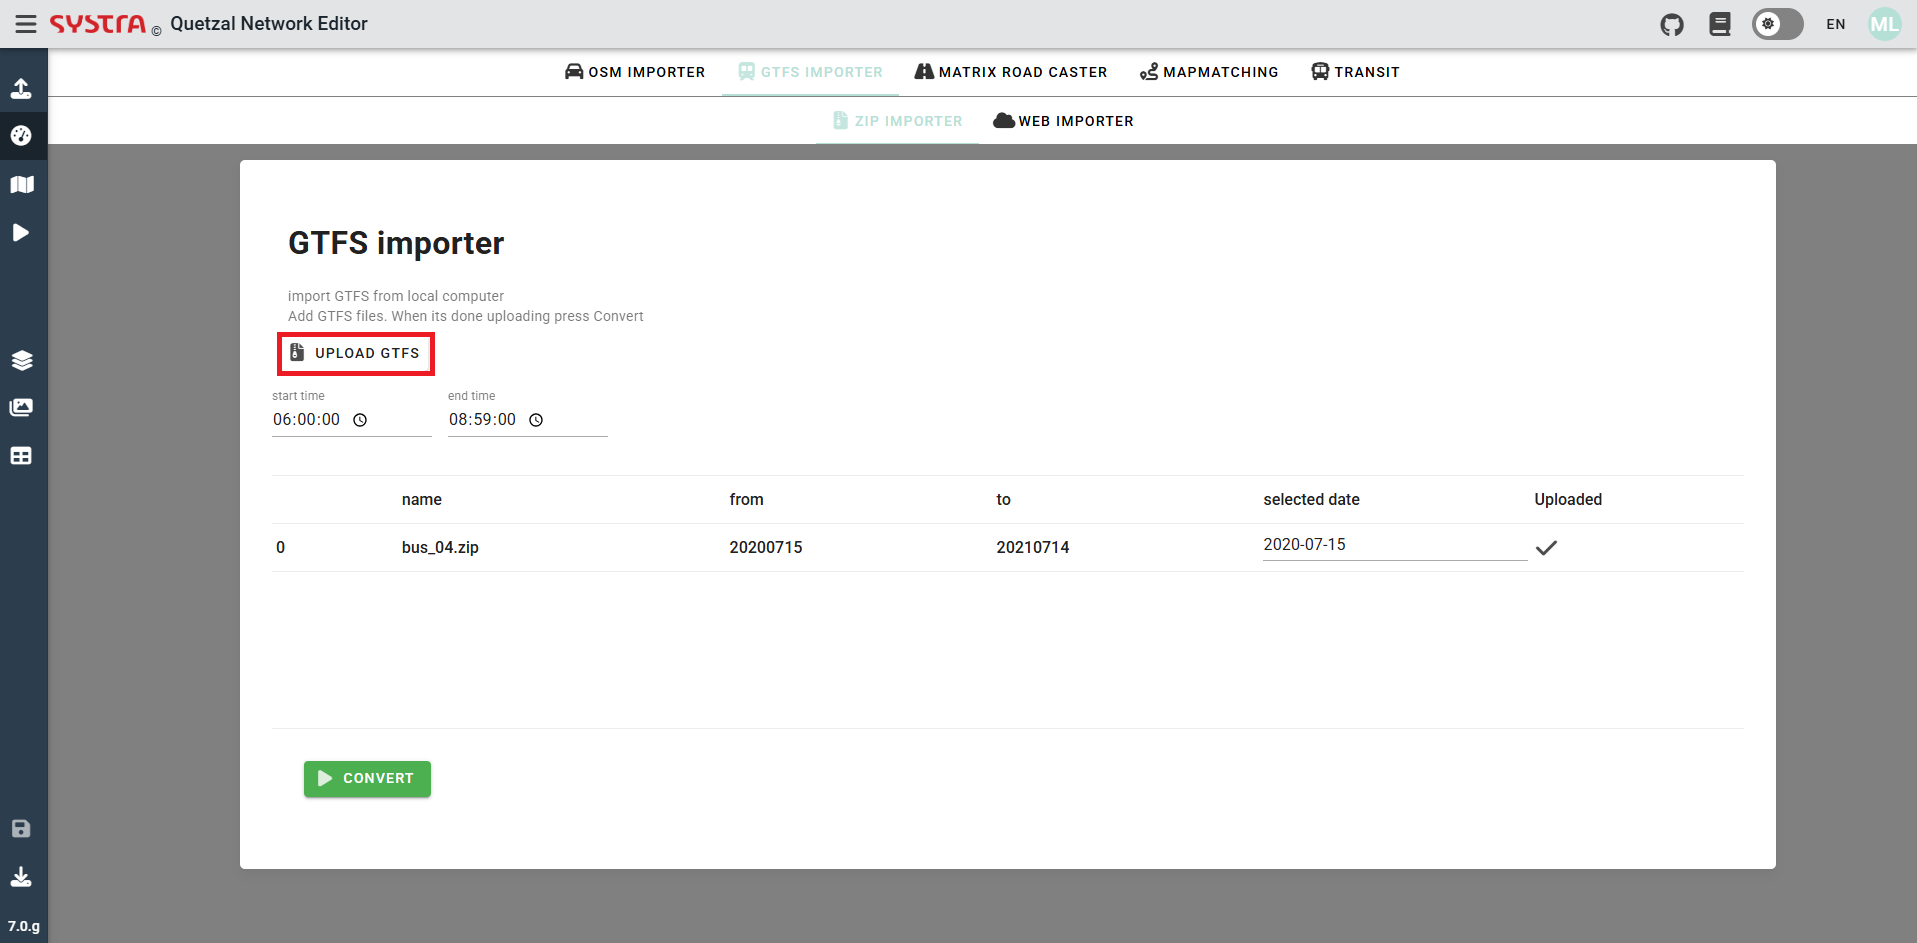 SYSTRA © Quetzal Network Editor
EN
ML
OSM IMPORTER
GTFS IMPORTER
MATRIX ROAD CASTER
MAPMATCHING
TRANSIT
ZIP IMPORTER
WEB IMPORTER
GTFS importer
import GTFS from local computer
Add GTFS files. When its done uploading press Convert
UPLOAD GTFS
start time
end time
06:00:00
08:59:00
name from to selected date Uploaded
0 bus_04.zip 20200715 20210714 2020-07-15
CONVERT
7.0.g